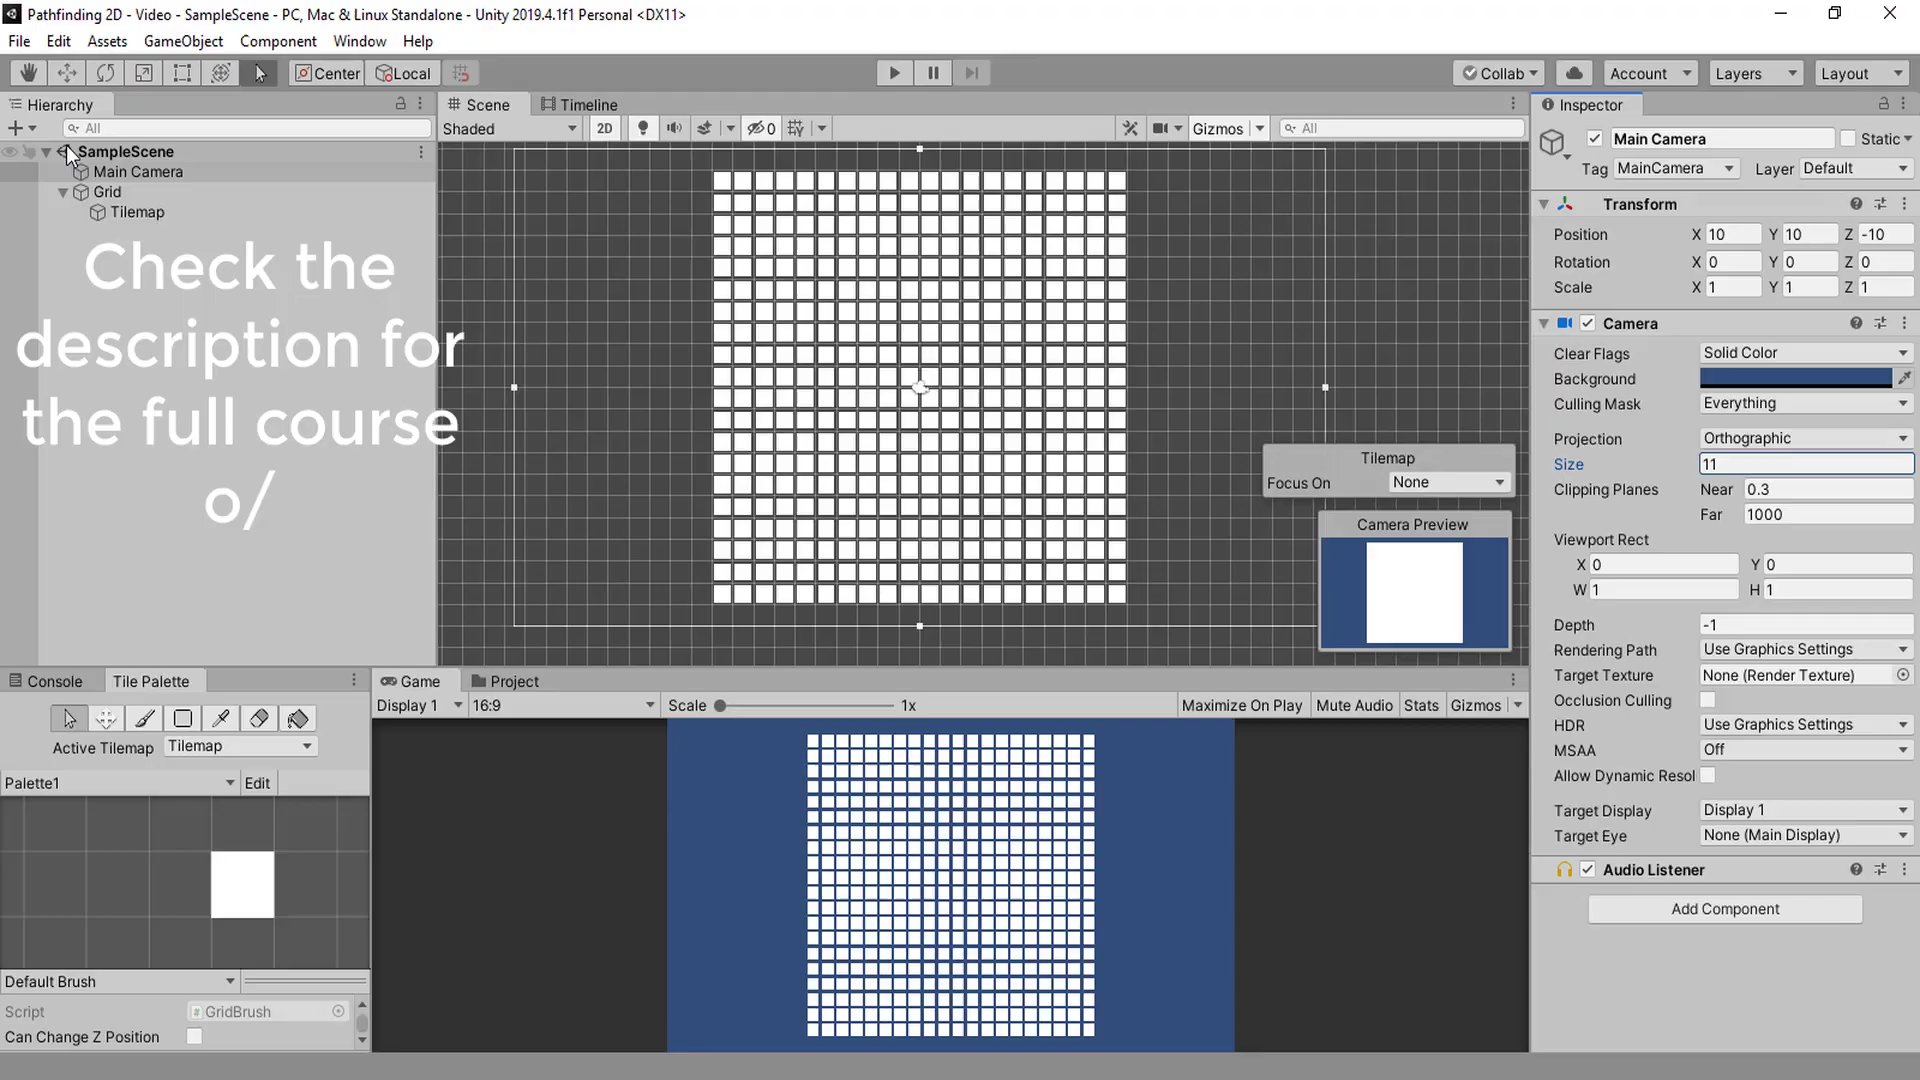 Pathfinding 2D - Video - SampleScene - PC, Mac & Linux Standalone - Unity 2019.4.1f1 Personal <DX11>
File Edit Assets GameObject Component Window Help
Center Local Collab Account Layers Layout
Hierarchy
All
SampleScene
Main Camera
Grid
Tilemap
Check the
description for
the full course
o/
Scene Timeline
Shaded 2D 0 Gizmos All
Tilemap
Focus On None
Camera Preview
Inspector
Main Camera Static
Tag MainCamera Layer Default
Transform
Position X 10 Y 10 Z -10
Rotation X 0 Y 0 Z 0
Scale X 1 Y 1 Z 1
Camera
Clear Flags Solid Color
Background
Culling Mask Everything
Projection Orthographic
Size 11
Clipping Planes Near 0.3
Far 1000
Viewport Rect
X 0 Y 0
W 1 H 1
Depth -1
Rendering Path Use Graphics Settings
Target Texture None (Render Texture)
Occlusion Culling
HDR Use Graphics Settings
MSAA Off
Allow Dynamic Resol
Target Display Display 1
Target Eye None (Main Display)
Audio Listener
Add Component
Console Tile Palette
Active Tilemap Tilemap
Palette1 Edit
Default Brush
Script # GridBrush
Can Change Z Position
Game Project
Display 1 16:9 Scale 1x Maximize On Play Mute Audio Stats Gizmos